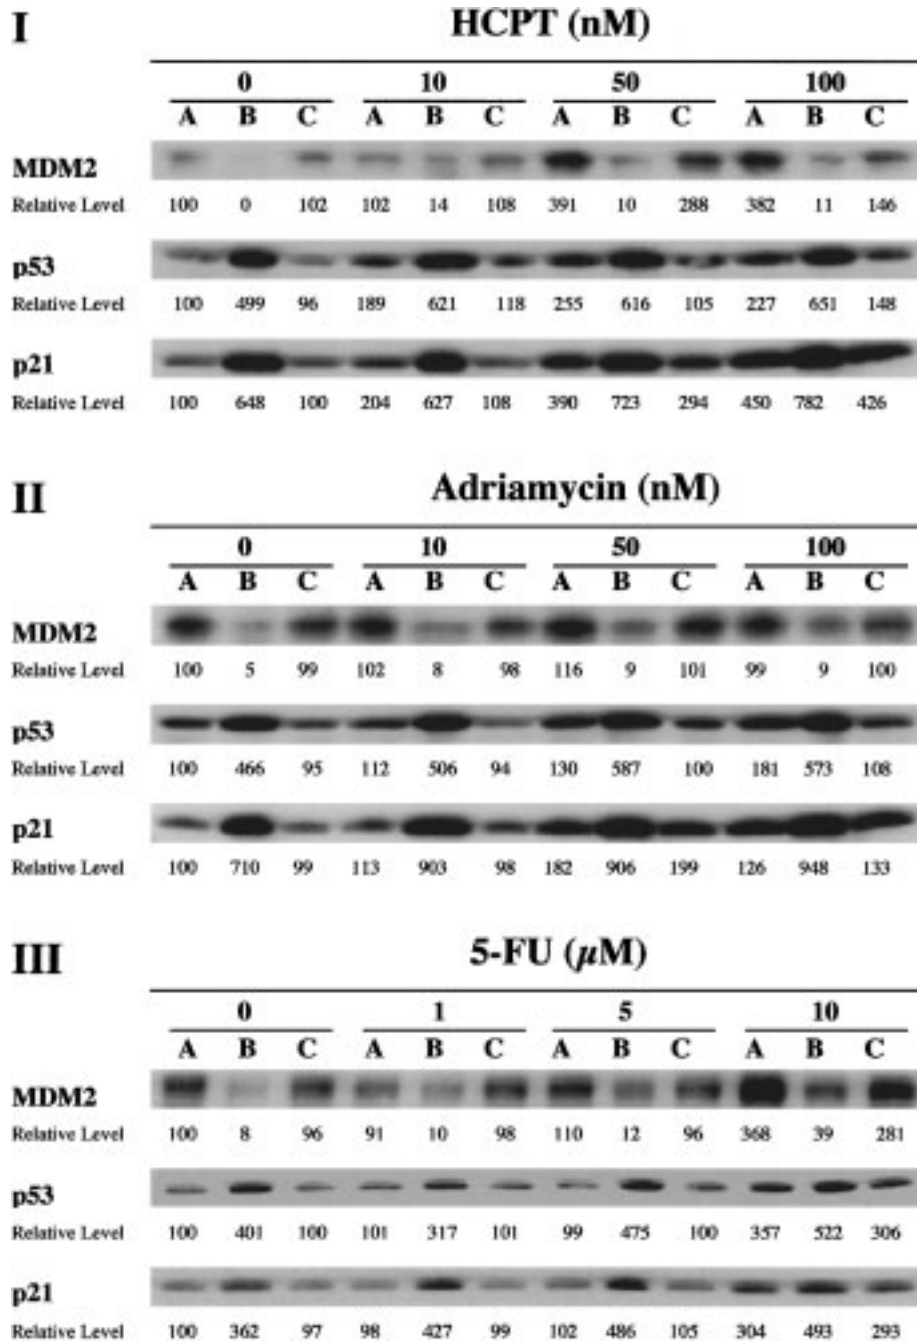 I HCPT (nM)
0 10 50 100
A B C A B C A B C A B C
MDM2
Relative Level 100 0 102 102 14 108 391 10 288 382 11 146
p53
Relative Level 100 499 96 189 621 118 255 616 105 227 651 148
p21
Relative Level 100 648 100 204 627 108 390 723 294 450 782 426
II Adriamycin (nM)
0 10 50 100
A B C A B C A B C A B C
MDM2
Relative Level 100 5 99 102 8 98 116 9 101 99 9 100
p53
Relative Level 100 466 95 112 506 94 130 587 100 181 573 108
p21
Relative Level 100 710 99 113 903 98 182 906 199 126 948 133
III 5-FU (µM)
0 1 5 10
A B C A B C A B C A B C
MDM2
Relative Level 100 8 96 91 10 98 110 12 96 368 39 281
p53
Relative Level 100 401 100 101 317 101 99 475 100 357 522 306
p21
Relative Level 100 362 97 98 427 99 102 486 105 304 493 293